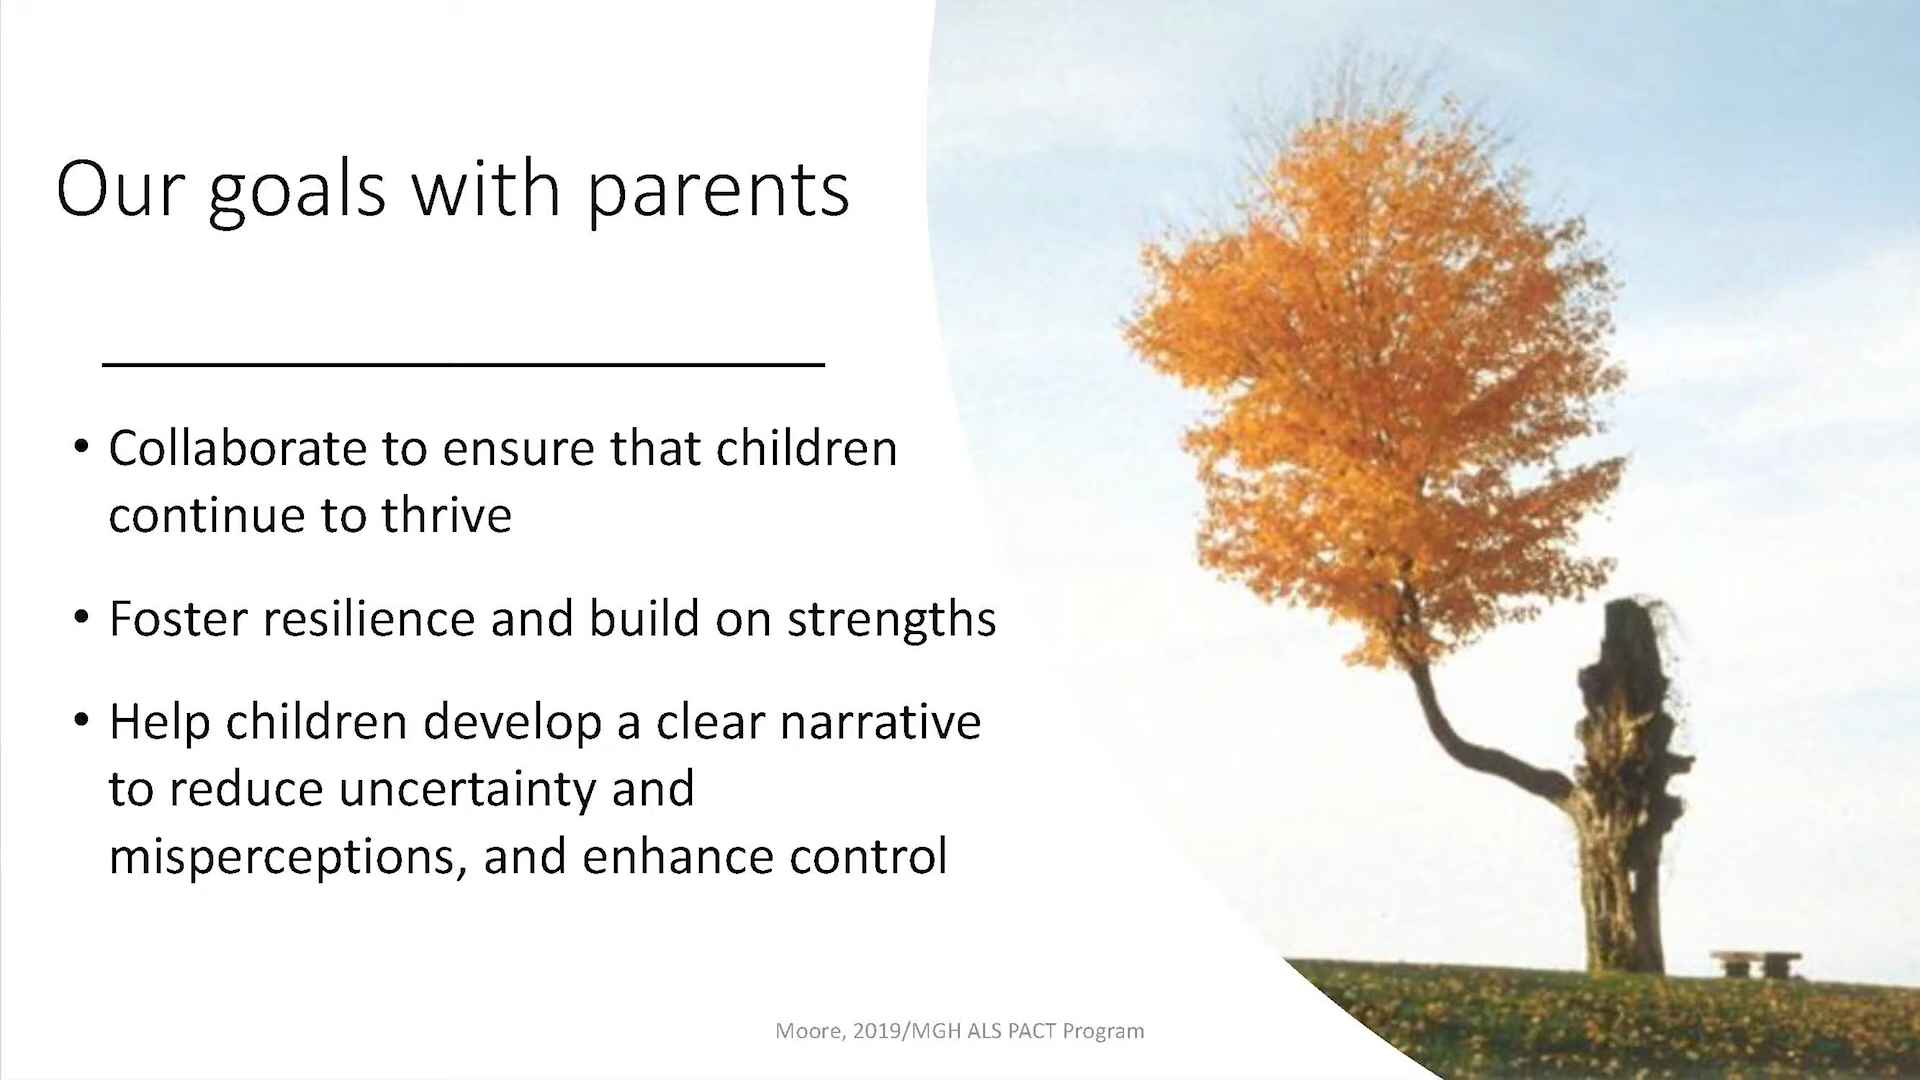 Our goals with parents
• Collaborate to ensure that children
continue to thrive
• Foster resilience and build on strengths
• Help children develop a clear narrative
to reduce uncertainty and
misperceptions, and enhance control
Moore, 2019/MGH ALS PACT Program